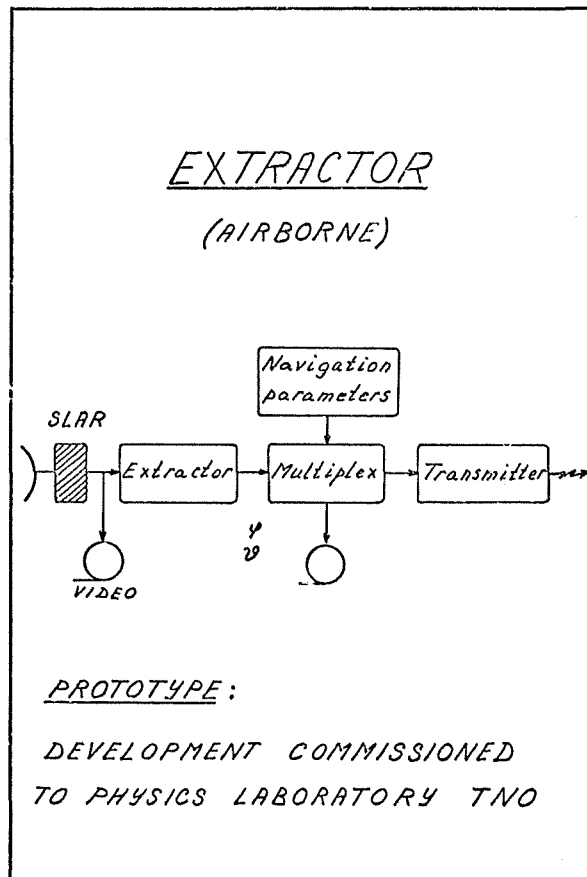 EXTRACTOR
(AIRBORNE)
Navigation
parameters
SLAR
Extractor
Multiplex
Transmitter
φ
ϑ
VIDEO
PROTOTYPE:
DEVELOPMENT COMMISSIONED
TO PHYSICS LABORATORY TNO